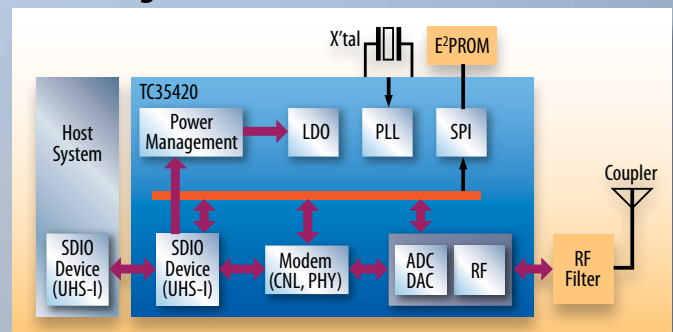 X'tal
E²PROM
TC35420
Host
System
Power
Management
LDO
PLL
SPI
Coupler
SDIO
Device
(UHS-I)
SDIO
Device
(UHS-I)
Modem
(CNL, PHY)
ADC
DAC
RF
RF
Filter